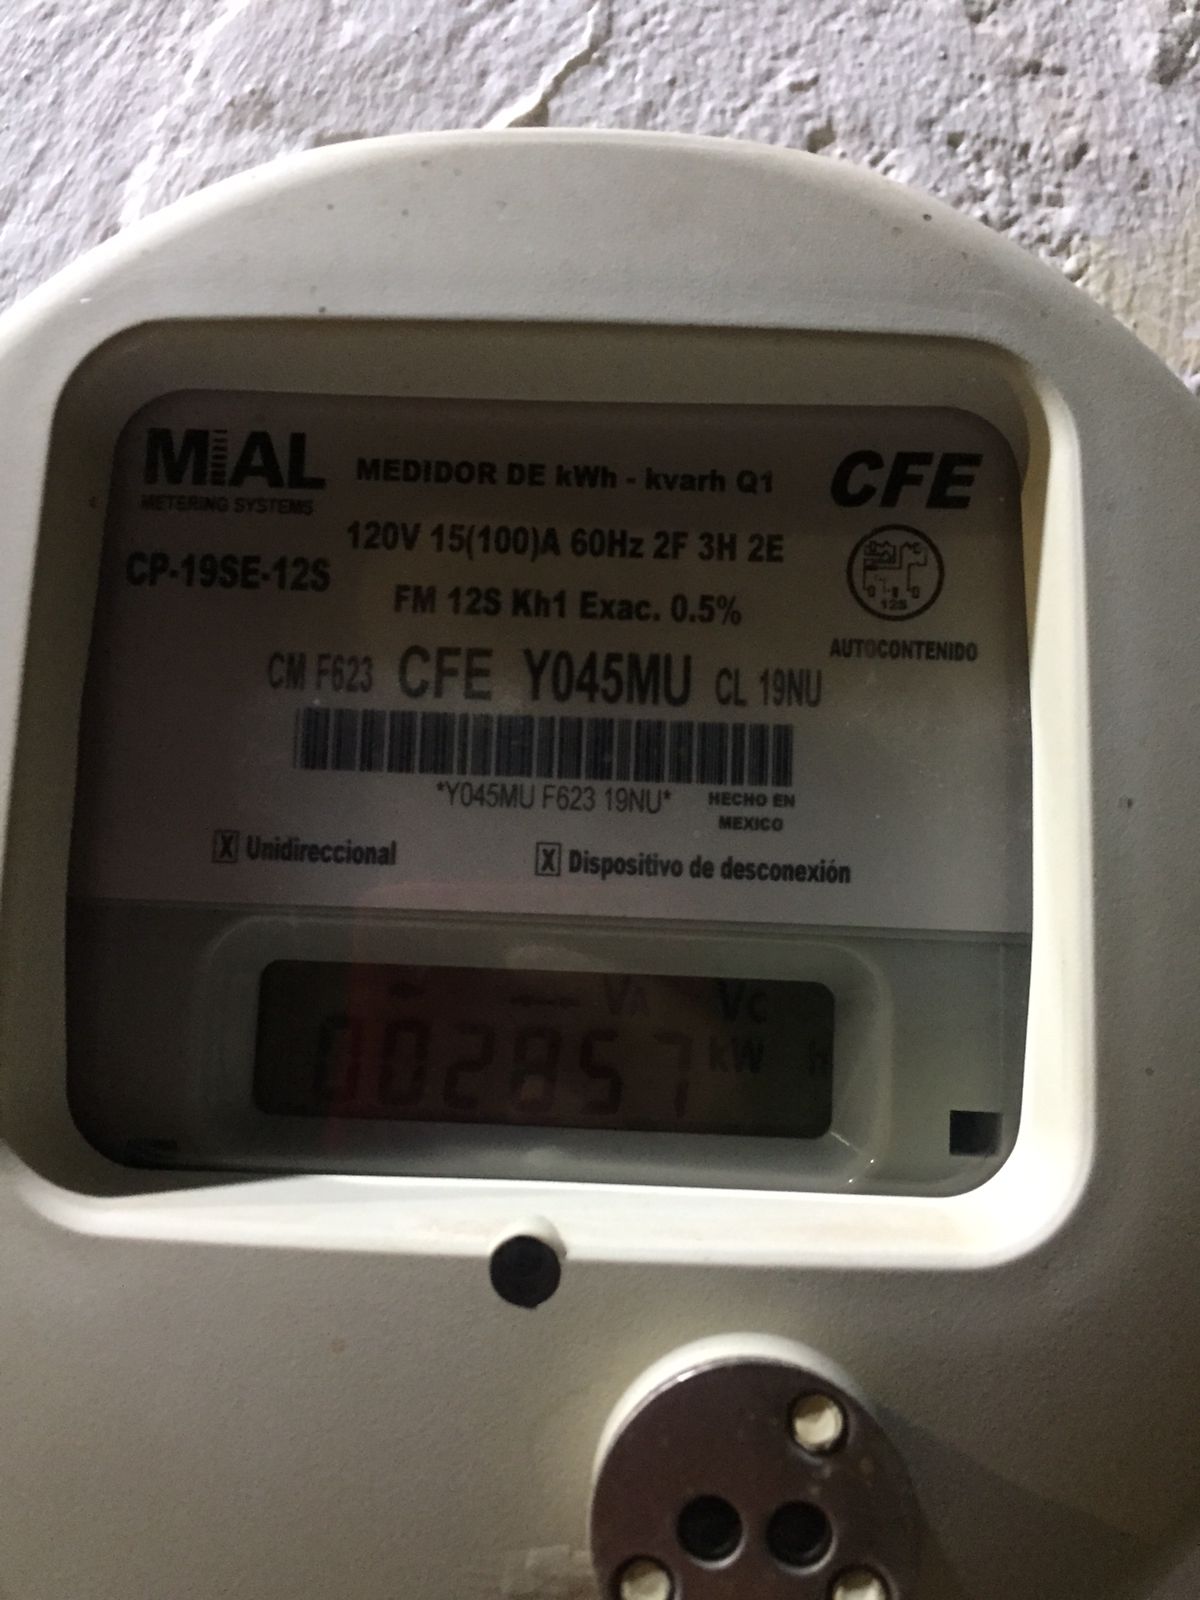 MIAL
METERING SYSTEMS
MEDIDOR DE kWh - kvarh Q1
CFE
120V 15(100)A 60Hz 2F 3H 2E
CP-19SE-12S
FM 12S Kh1 Exac. 0.5%
12S
AUTOCONTENIDO
CM F623 CFE Y045MU CL 19NU
*Y045MU F623 19NU*
HECHO EN
MEXICO
X Unidireccional
X Dispositivo de desconexión
VA VC
002857 kW h